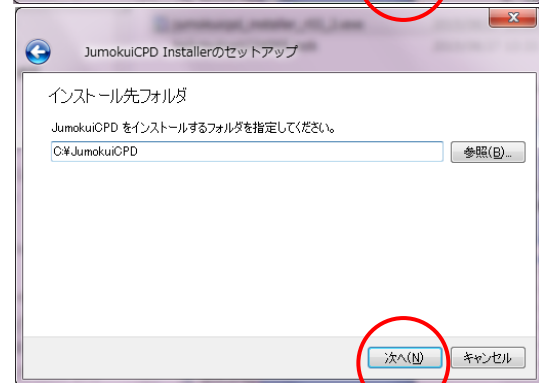 JumokuiCPD Installerのセットアップ
インストール先フォルダ
JumokuiCPD をインストールするフォルダを指定してください。
C:¥JumokuiCPD
参照(B)...
次へ(N)
キャンセル